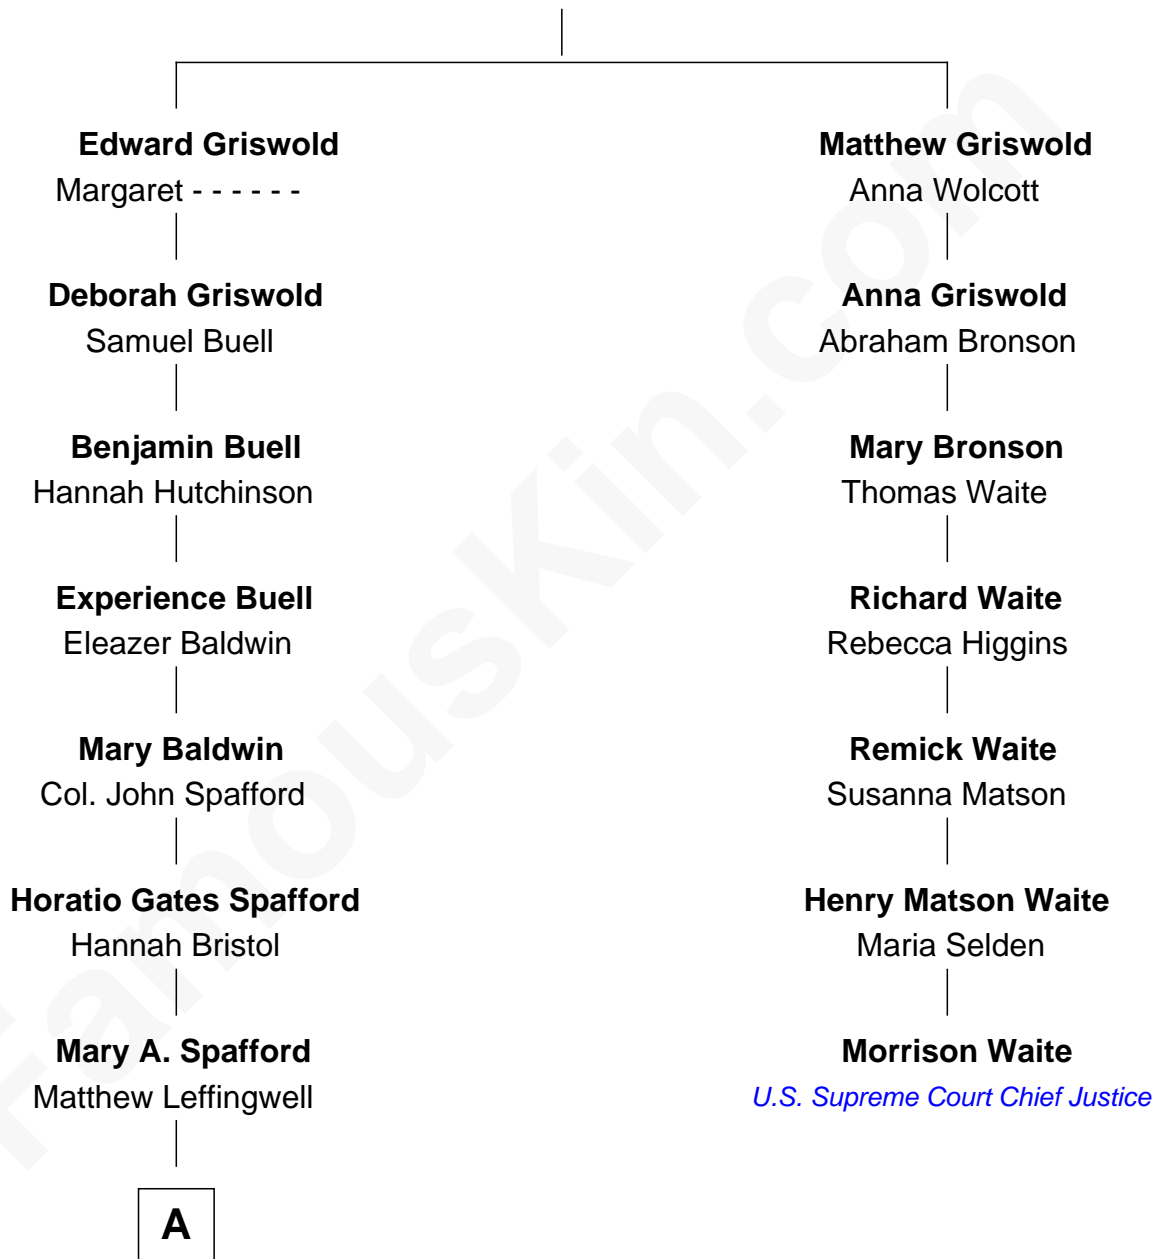 Edward Griswold
Margaret - - - - - -
Matthew Griswold
Anna Wolcott
Deborah Griswold
Samuel Buell
Anna Griswold
Abraham Bronson
Benjamin Buell
Hannah Hutchinson
Mary Bronson
Thomas Waite
Experience Buell
Eleazer Baldwin
Richard Waite
Rebecca Higgins
Mary Baldwin
Col. John Spafford
Remick Waite
Susanna Matson
Horatio Gates Spafford
Hannah Bristol
Henry Matson Waite
Maria Selden
Mary A. Spafford
Matthew Leffingwell
Morrison Waite
U.S. Supreme Court Chief Justice
A
FamousKin.com